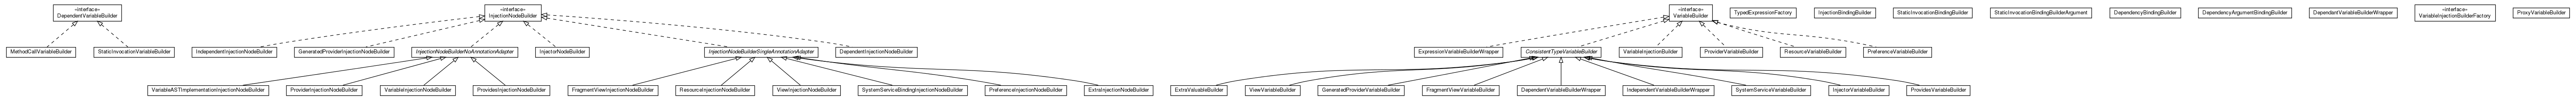 «interface»
DependentVariableBuilder
«interface»
InjectionNodeBuilder
«interface»
VariableBuilder
TypedExpressionFactory
InjectionBindingBuilder
StaticInvocationBindingBuilder
StaticInvocationBindingBuilderArgument
DependencyBindingBuilder
DependencyArgumentBindingBuilder
DependentVariableBuilderWrapper
«interface»
VariableInjectionBuilderFactory
ProxyVariableBuilder
MethodCallVariableBuilder
StaticInvocationVariableBuilder
IndependentInjectionNodeBuilder
GeneratedProviderInjectionNodeBuilder
InjectionNodeBuilderNoAnnotationAdapter
InjectorNodeBuilder
InjectionNodeBuilderSingleAnnotationAdapter
DependentInjectionNodeBuilder
ExpressionVariableBuilderWrapper
ConsistentTypeVariableBuilder
VariableInjectionBuilder
ProviderVariableBuilder
ResourceVariableBuilder
PreferenceVariableBuilder
VariableASTImplementationInjectionNodeBuilder
ProviderInjectionNodeBuilder
VariableInjectionNodeBuilder
ProvidesInjectionNodeBuilder
FragmentViewInjectionNodeBuilder
ResourceInjectionNodeBuilder
ViewInjectionNodeBuilder
SystemServiceBindingInjectionNodeBuilder
PreferenceInjectionNodeBuilder
ExtraInjectionNodeBuilder
ExtraValuableBuilder
ViewVariableBuilder
GeneratedProviderVariableBuilder
FragmentViewVariableBuilder
DependentVariableBuilderWrapper
IndependentVariableBuilderWrapper
SystemServiceVariableBuilder
InjectorVariableBuilder
ProvidesVariableBuilder